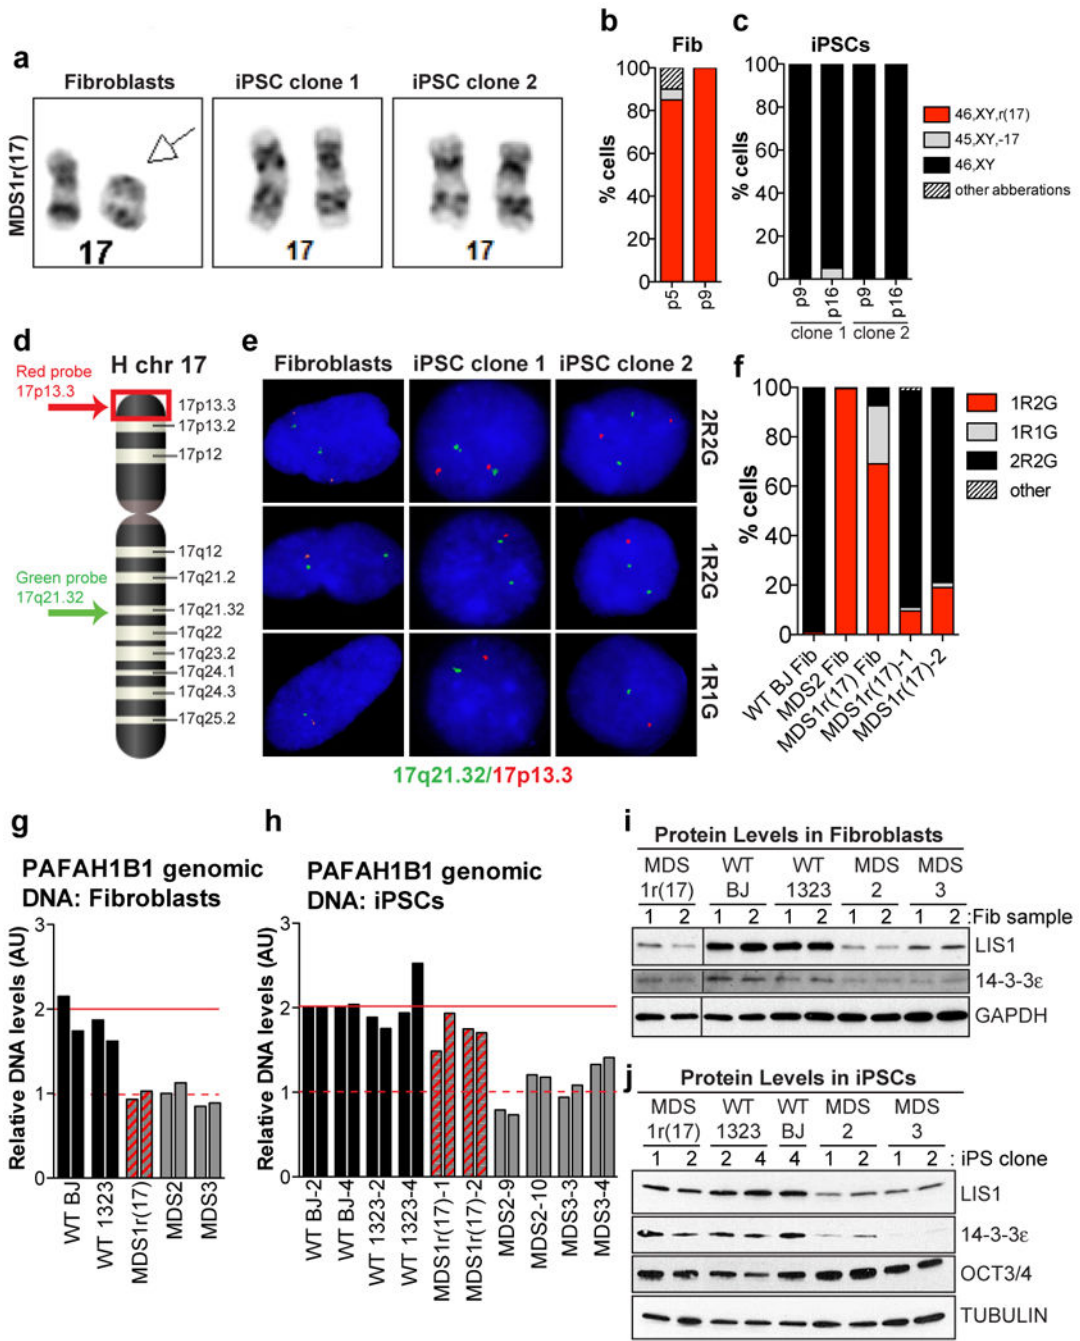 a
Fibroblasts
iPSC clone 1
iPSC clone 2
MDS1r(17)
17
17
17
b
Fib
% cells
100
80
60
40
20
0
p5
p9
c
iPSCs
% cells
100
80
60
40
20
0
p9
p16
p9
p16
clone 1
clone 2
46,XY,r(17)
45,XY,-17
46,XY
other abberations
d
H chr 17
Red probe
17p13.3
Green probe
17q21.32
17p13.3
17p13.2
17p12
17q12
17q21.2
17q21.32
17q22
17q23.2
17q24.1
17q24.3
17q25.2
e
Fibroblasts
iPSC clone 1
iPSC clone 2
2R2G
1R2G
1R1G
17q21.32/17p13.3
f
% cells
100
80
60
40
20
0
WT BJ Fib
MDS2 Fib
MDS1r(17) Fib
MDS1r(17)-1
MDS1r(17)-2
1R2G
1R1G
2R2G
other
g
PAFAH1B1 genomic
DNA: Fibroblasts
Relative DNA levels (AU)
3
2
1
0
WT BJ
WT 1323
MDS1r(17)
MDS2
MDS3
h
PAFAH1B1 genomic
DNA: iPSCs
Relative DNA levels (AU)
3
2
1
0
WT BJ-2
WT BJ-4
WT 1323-2
WT 1323-4
MDS1r(17)-1
MDS1r(17)-2
MDS2-9
MDS2-10
MDS3-3
MDS3-4
i
Protein Levels in Fibroblasts
MDS WT WT MDS MDS
1r(17) BJ 1323 2 3
1 2 1 2 1 2 1 2 1 2 :Fib sample
LIS1
14-3-3ε
GAPDH
j
Protein Levels in iPSCs
MDS WT WT MDS MDS
1r(17) 1323 BJ 2 3
1 2 2 4 4 1 2 1 2 : iPS clone
LIS1
14-3-3ε
OCT3/4
TUBULIN